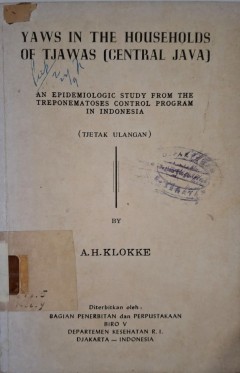 YAWS IN THE HOUSEHOLDS
OF TJAWAS (CENTRAL JAVA)
AN EPIDEMIOLOGIC STUDY FROM THE
TREPONEMATOSES CONTROL PROGRAM
IN INDONESIA
(TJETAK ULANGAN)
BY
A.H.KLOKKE
Diterbitkan oleh :
BAGIAN PENERBITAN dan PERPUSTAKAAN
BIRO V
DEPARTEMEN KESEHATAN R. I.
DJAKARTA — INDONESIA